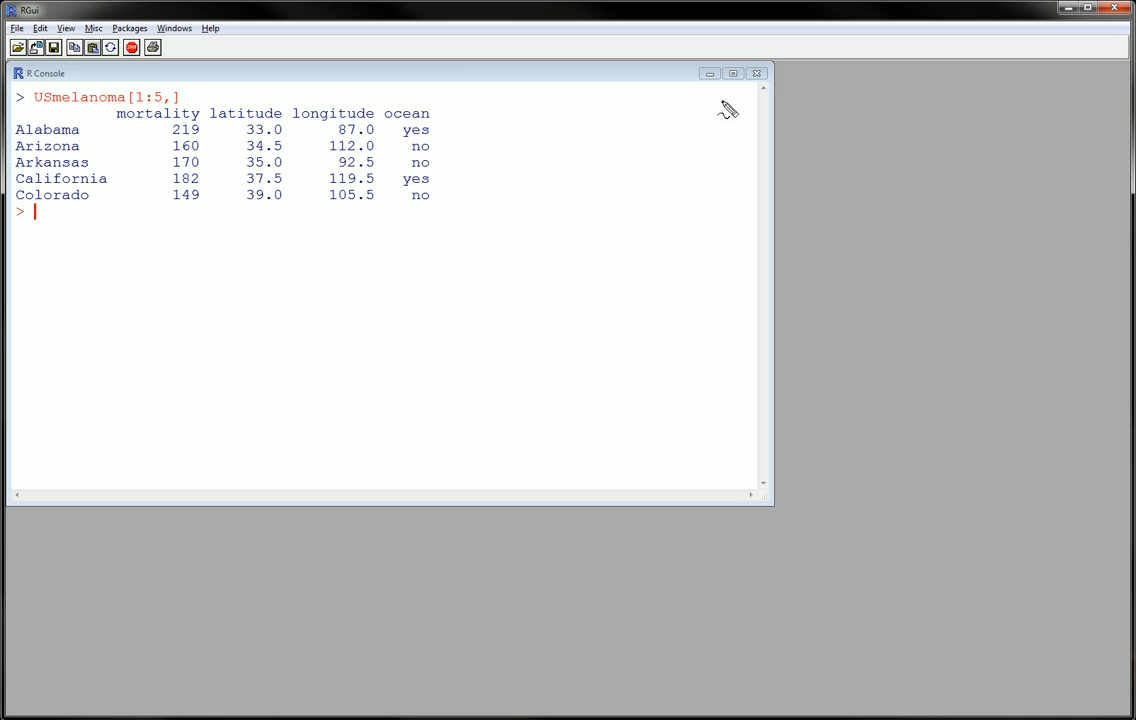 RGui
File Edit View Misc Packages Windows Help
STOP
R Console
> USmelanoma[1:5,]
mortality latitude longitude ocean
Alabama 219 33.0 87.0 yes
Arizona 160 34.5 112.0 no
Arkansas 170 35.0 92.5 no
California 182 37.5 119.5 yes
Colorado 149 39.0 105.5 no
>